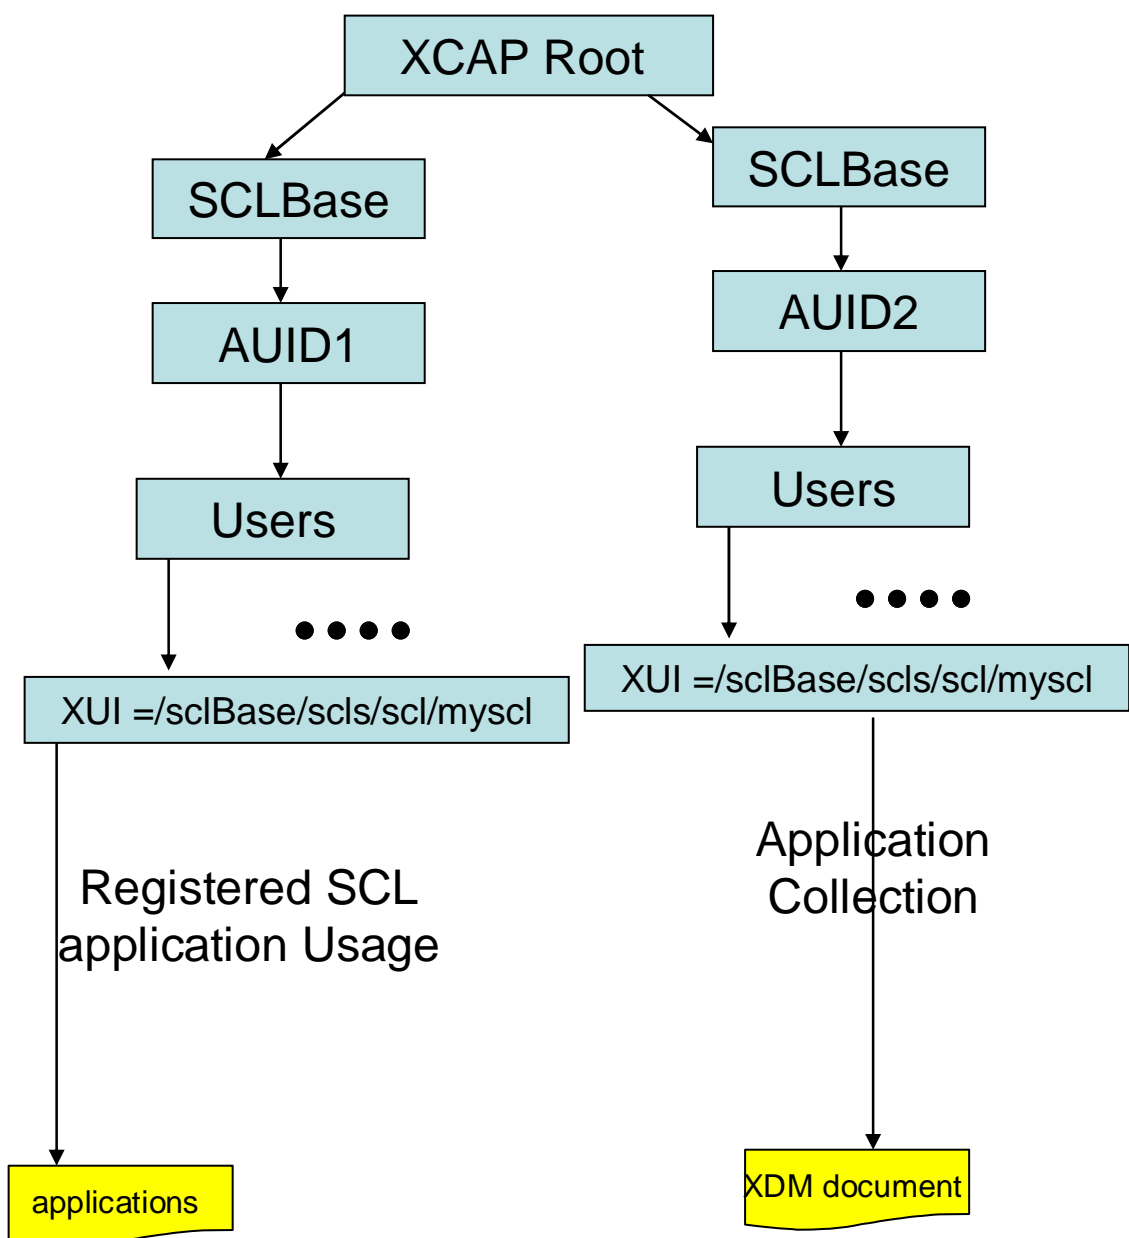 XCAP Root
SCLBase
SCLBase
AUID1
AUID2
Users
Users
XUI =/sclBase/scls/scl/myscl
XUI =/sclBase/scls/scl/myscl
Registered SCL
application Usage
Application
Collection
applications
XDM document